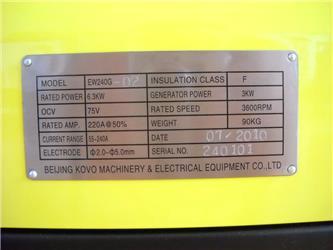 MODEL EW240G -02 INSULATION CLASS F
RATED POWER 6.3KW GENERATOR POWER 3KW
OCV 75V RATED SPEED 3600RPM
RATED AMP. 220A@50% WEIGHT 90KG
CURRENT RANGE 55-240A DATE 07/2010
ELECTRODE Φ2.0~Φ5.0mm SERIAL NO. 240101
BEIJING KOVO MACHINERY & ELECTRICAL EQUIPMENT CO.,LTD